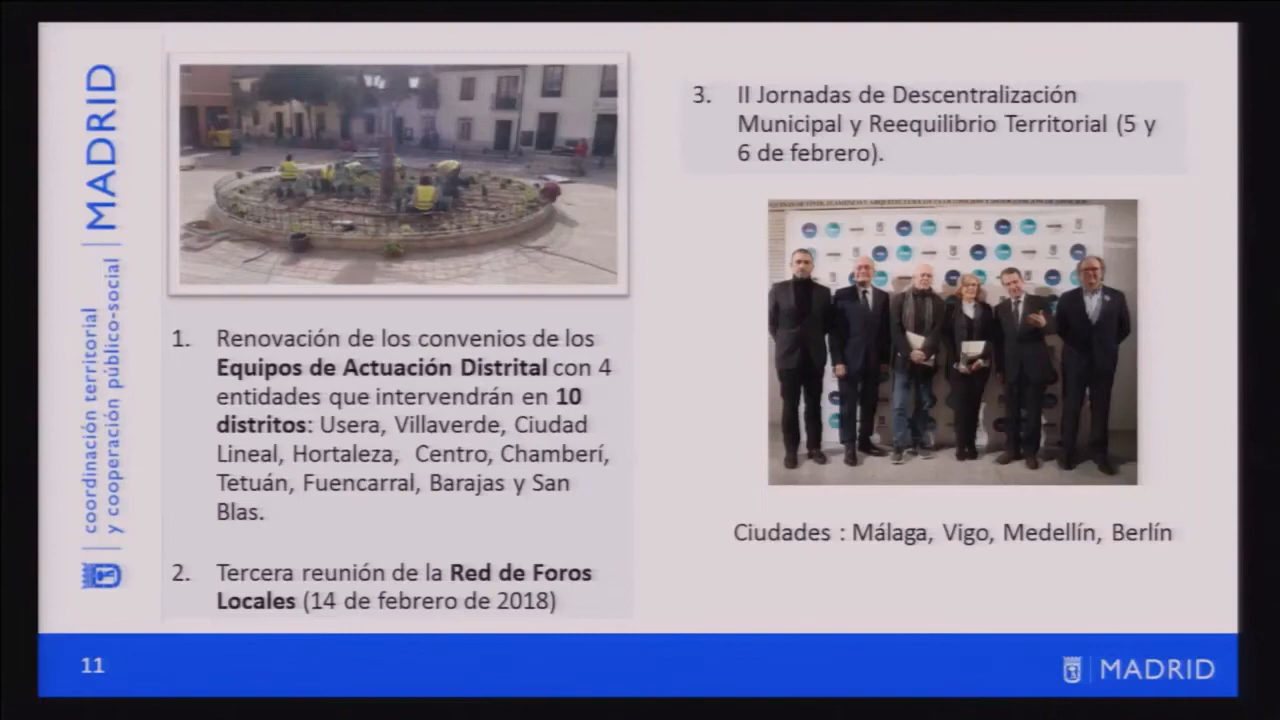 MADRID
coordinación territorial
y cooperación público-social
1. Renovación de los convenios de los
Equipos de Actuación Distrital con 4
entidades que intervendrán en 10
distritos: Usera, Villaverde, Ciudad
Lineal, Hortaleza, Centro, Chamberí,
Tetuán, Fuencarral, Barajas y San
Blas.
2. Tercera reunión de la Red de Foros
Locales (14 de febrero de 2018)
3. II Jornadas de Descentralización
Municipal y Reequilibrio Territorial (5 y
6 de febrero).
Ciudades : Málaga, Vigo, Medellín, Berlín
11
MADRID